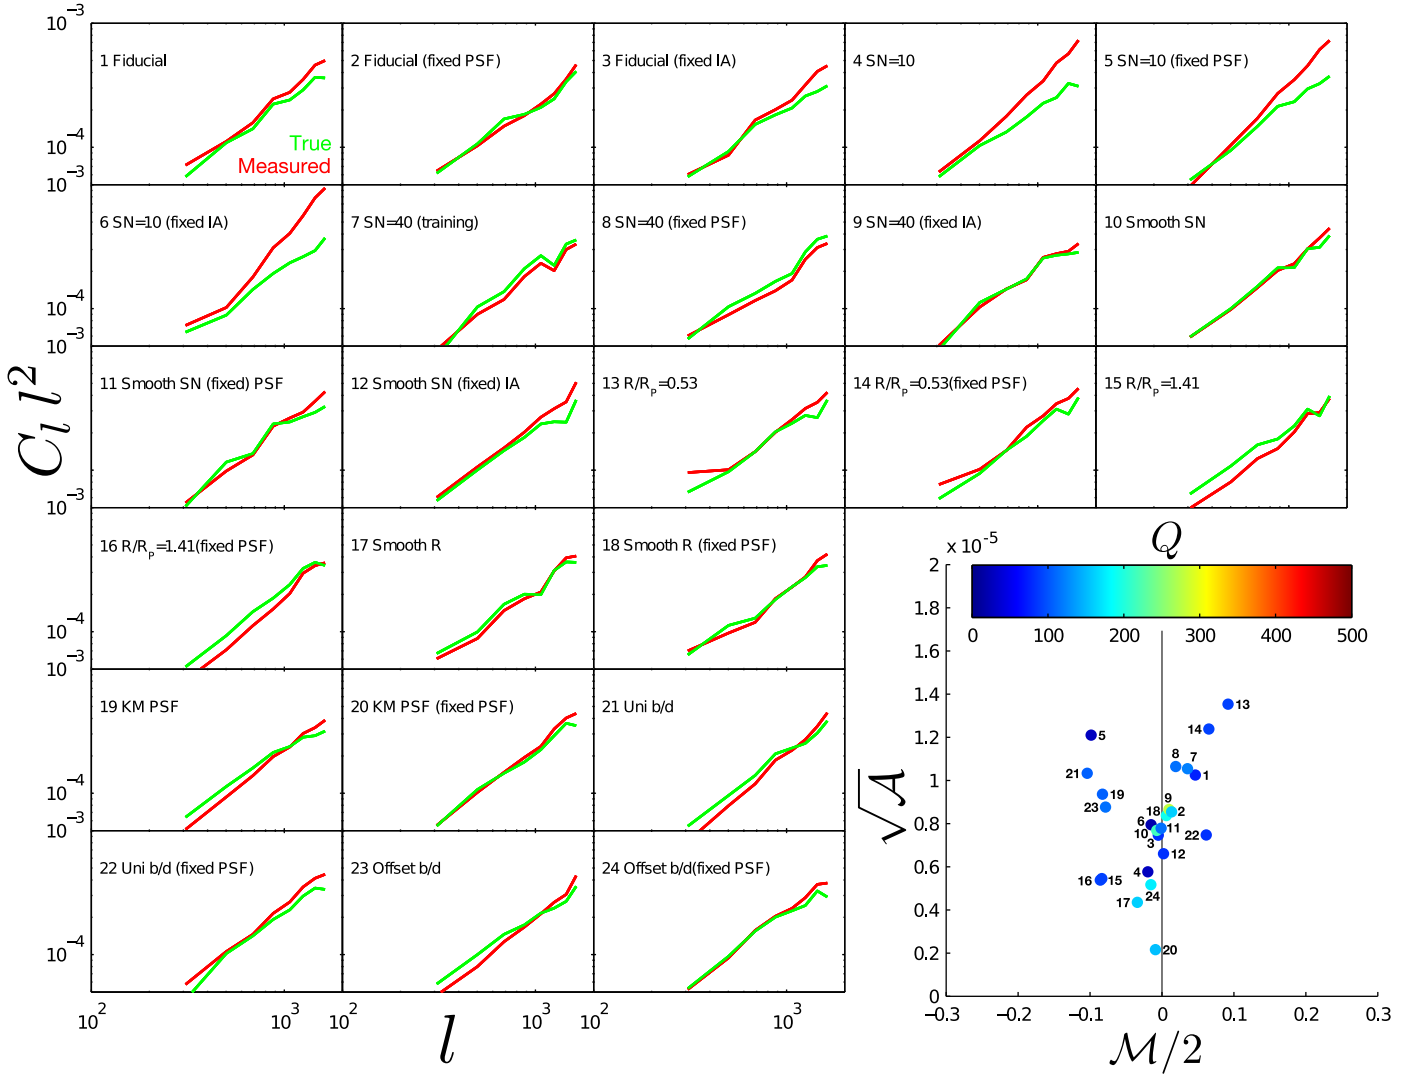 10^-3
1 Fiducial
2 Fiducial (fixed PSF)
3 Fiducial (fixed IA)
4 SN=10
5 SN=10 (fixed PSF)
True
Measured
10^-4
10^-3
6 SN=10 (fixed IA)
7 SN=40 (training)
8 SN=40 (fixed PSF)
9 SN=40 (fixed IA)
10 Smooth SN
10^-4
10^-3
11 Smooth SN (fixed) PSF
12 Smooth SN (fixed) IA
13 R/R_P=0.53
14 R/R_P=0.53(fixed PSF)
15 R/R_P=1.41
C_l l^2
10^-3
16 R/R_P=1.41(fixed PSF)
17 Smooth R
18 Smooth R (fixed PSF)
10^-4
10^-3
19 KM PSF
20 KM PSF (fixed PSF)
21 Uni b/d
10^-4
10^-3
22 Uni b/d (fixed PSF)
23 Offset b/d
24 Offset b/d(fixed PSF)
10^-4
10^2
10^3
10^2
10^3
10^2
10^3
l
x 10^-5
Q
0
100
200
300
400
500
2
1.8
1.6
1.4
1.2
1
0.8
0.6
0.4
0.2
0
√A
13
14
5
8
7
1
21
19
23
9
18
2
6
11
10
3
22
12
4
16
15
24
17
20
−0.3
−0.2
−0.1
0
0.1
0.2
0.3
M/2